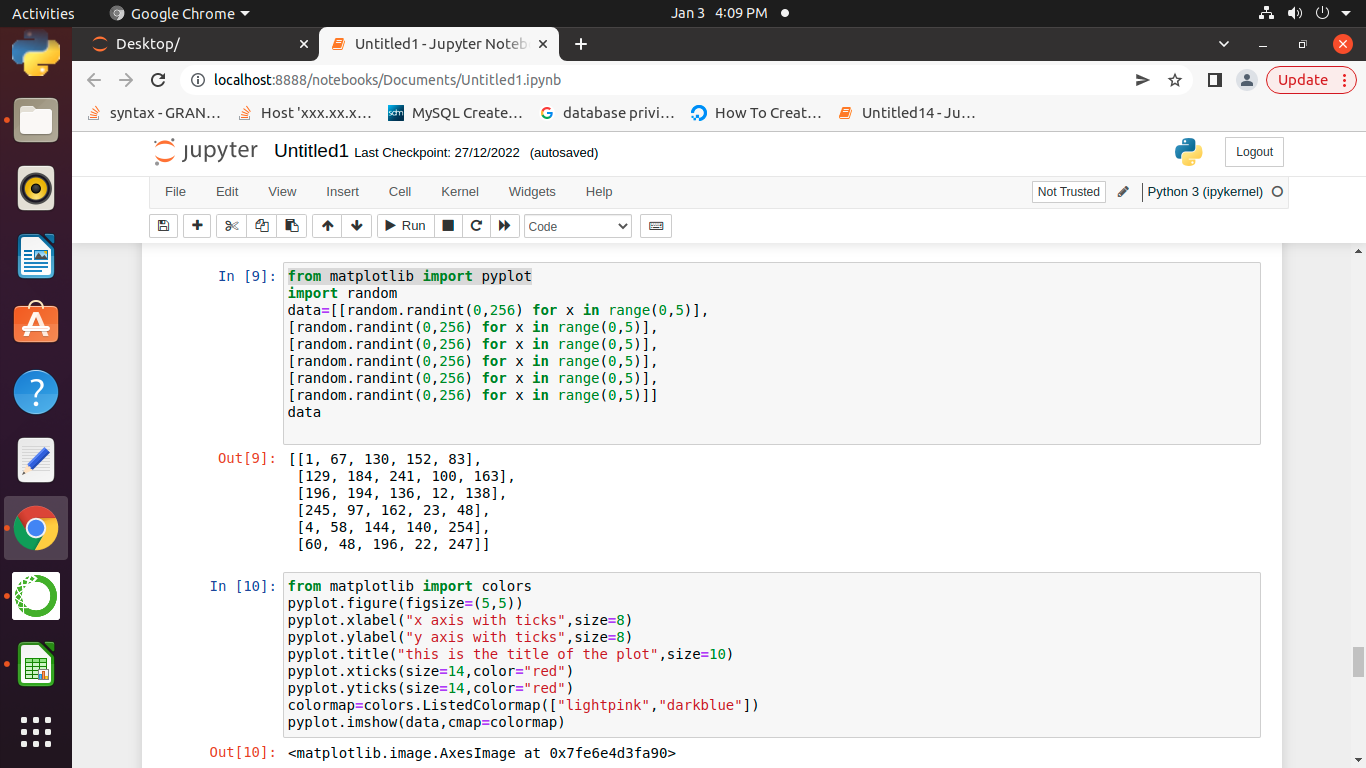 Activities Google Chrome Jan 3 4:09 PM
Desktop/ Untitled1 - Jupyter Noteb
localhost:8888/notebooks/Documents/Untitled1.ipynb Update
syntax - GRAN... Host 'xxx.xx.x... MySQL Create... database privi... How To Creat... Untitled14 - Ju...
jupyter Untitled1 Last Checkpoint: 27/12/2022 (autosaved) Logout
File Edit View Insert Cell Kernel Widgets Help Not Trusted Python 3 (ipykernel)
Run Code
In [9]: from matplotlib import pyplot
import random
data=[[random.randint(0,256) for x in range(0,5)],
[random.randint(0,256) for x in range(0,5)],
[random.randint(0,256) for x in range(0,5)],
[random.randint(0,256) for x in range(0,5)],
[random.randint(0,256) for x in range(0,5)],
[random.randint(0,256) for x in range(0,5)]]
data
Out[9]: [[1, 67, 130, 152, 83],
[129, 184, 241, 100, 163],
[196, 194, 136, 12, 138],
[245, 97, 162, 23, 48],
[4, 58, 144, 140, 254],
[60, 48, 196, 22, 247]]
In [10]: from matplotlib import colors
pyplot.figure(figsize=(5,5))
pyplot.xlabel("x axis with ticks",size=8)
pyplot.ylabel("y axis with ticks",size=8)
pyplot.title("this is the title of the plot",size=10)
pyplot.xticks(size=14,color="red")
pyplot.yticks(size=14,color="red")
colormap=colors.ListedColormap(["lightpink","darkblue"])
pyplot.imshow(data,cmap=colormap)
Out[10]: <matplotlib.image.AxesImage at 0x7fe6e4d3fa90>